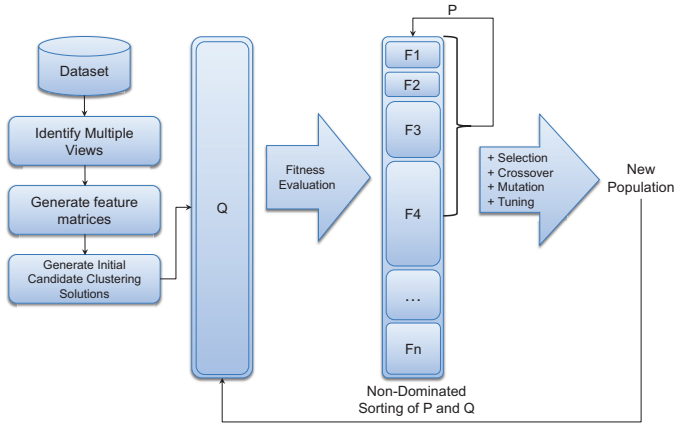 P
Dataset
F1
F2
Identify Multiple
Views
F3
Generate feature
matrices
Q
Fitness
Evaluation
F4
+ Selection
+ Crossover
+ Mutation
+ Tuning
New
Population
Generate Initial
Candidate Clustering
Solutions
...
Fn
Non-Dominated
Sorting of P and Q